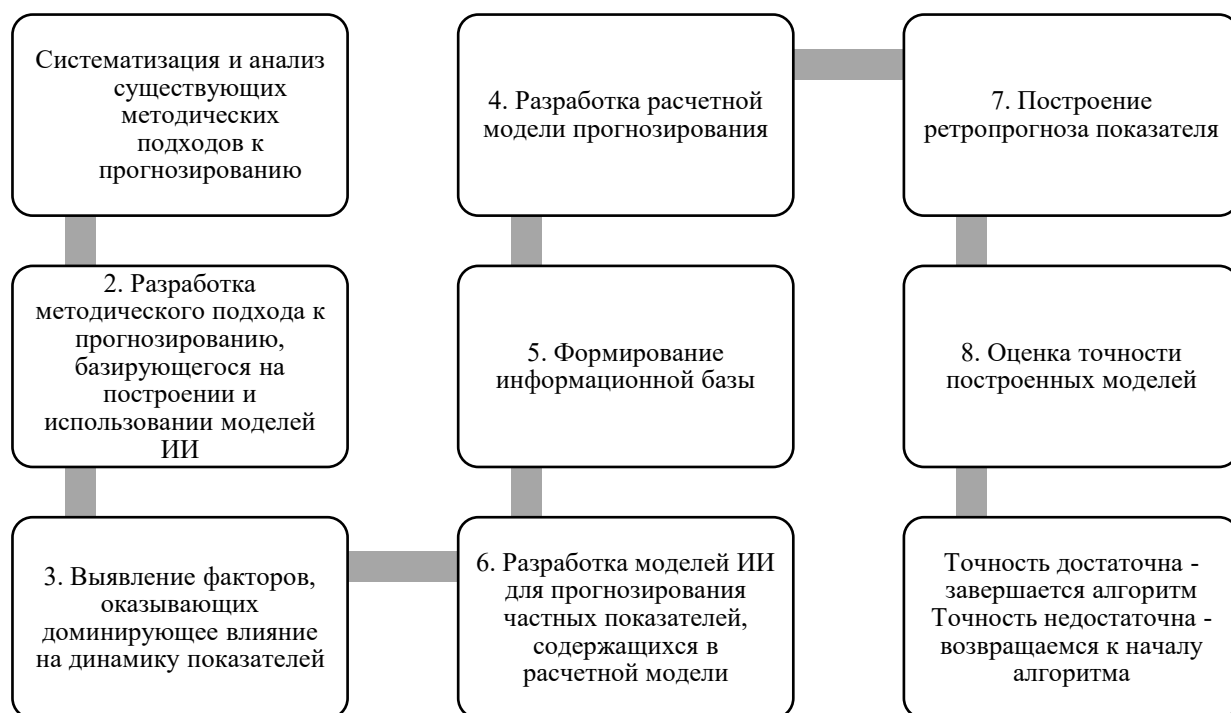 Систематизация и анализ
существующих
методических
подходов к
прогнозированию
2. Разработка
методического подхода к
прогнозированию,
базирующегося на
построении и
использовании моделей
ИИ
3. Выявление факторов,
оказывающих
доминирующее влияние
на динамику показателей
4. Разработка расчетной
модели прогнозирования
5. Формирование
информационной базы
6. Разработка моделей ИИ
для прогнозирования
частных показателей,
содержащихся в
расчетной модели
7. Построение
ретропрогноза показателя
8. Оценка точности
построенных моделей
Точность достаточна -
завершается алгоритм
Точность недостаточна -
возвращаемся к началу
алгоритма